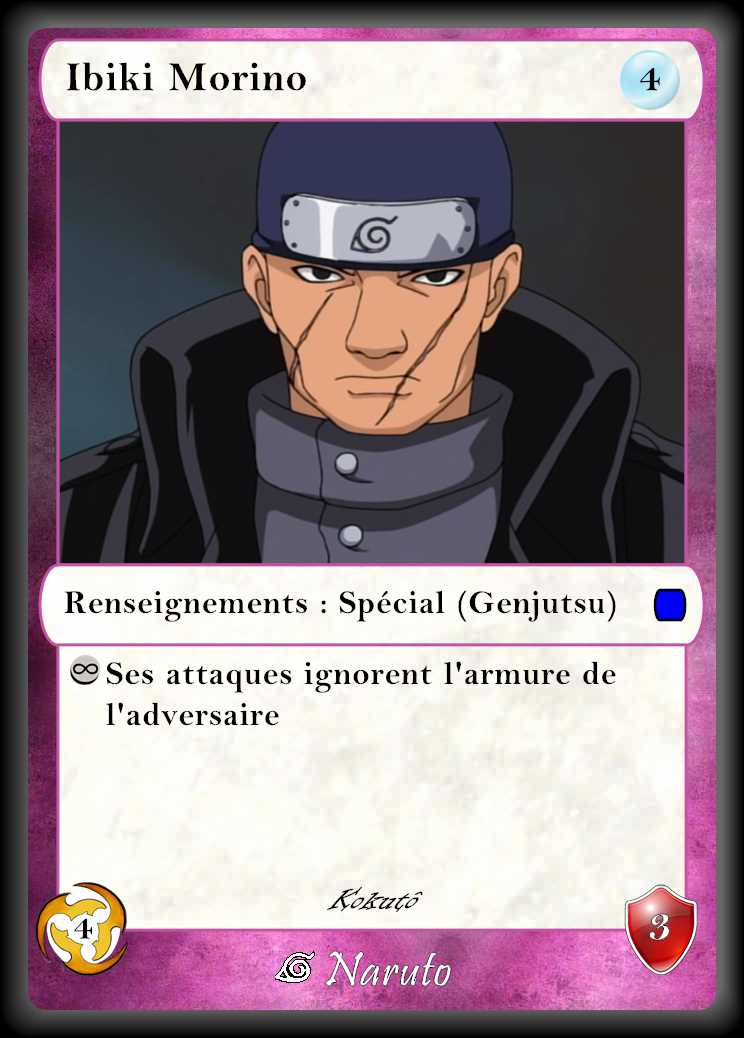 Ibiki Morino
4
Renseignements : Spécial (Genjutsu)
∞ Ses attaques ignorent l'armure de
l'adversaire
Kokutô
4
3
Naruto